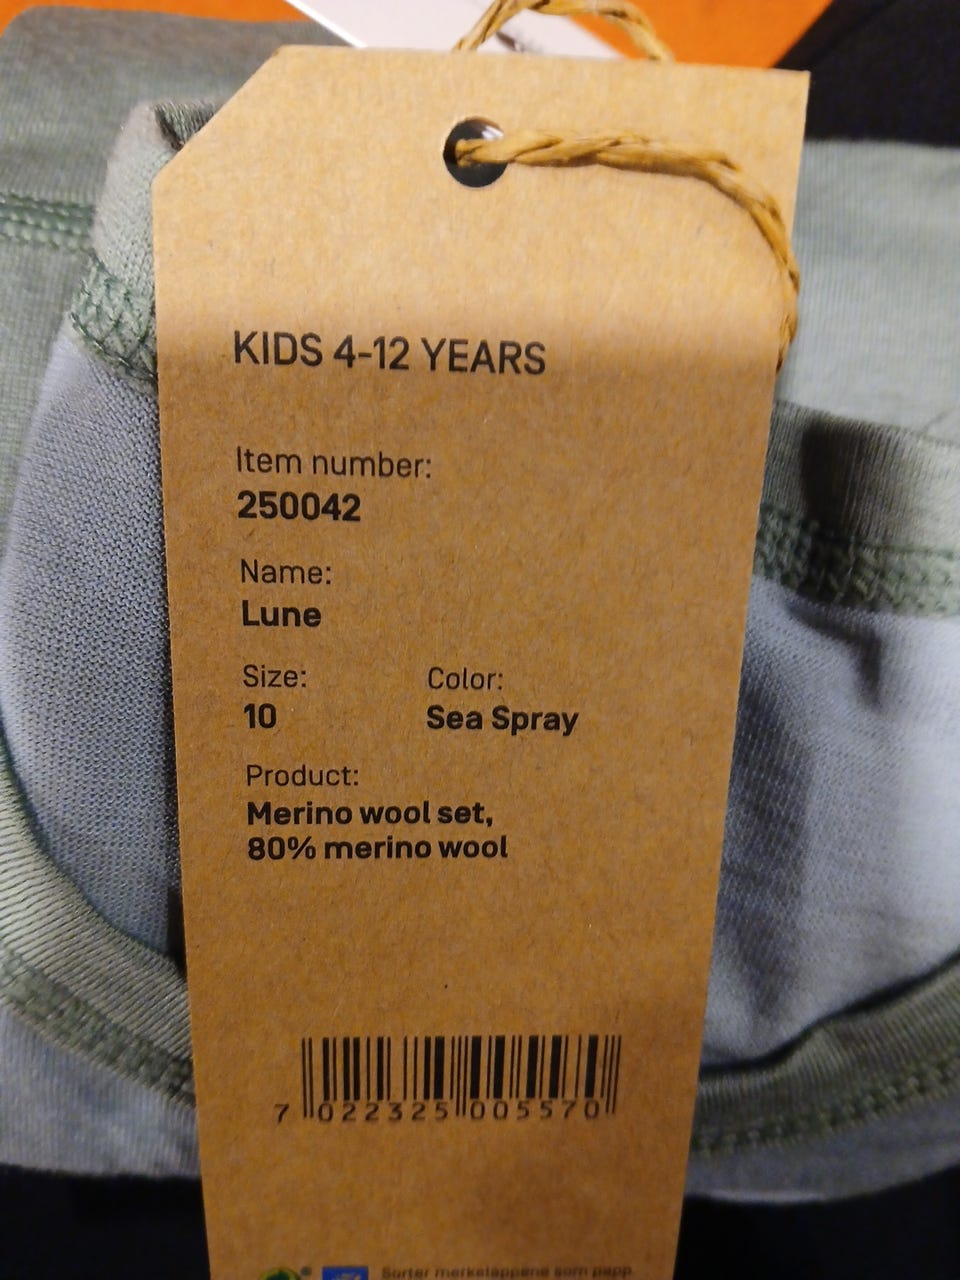 KIDS 4-12 YEARS
Item number:
250042
Name:
Lune
Size: Color:
10 Sea Spray
Product:
Merino wool set,
80% merino wool
7 022325 005570
Sorter merkelappene som papp.